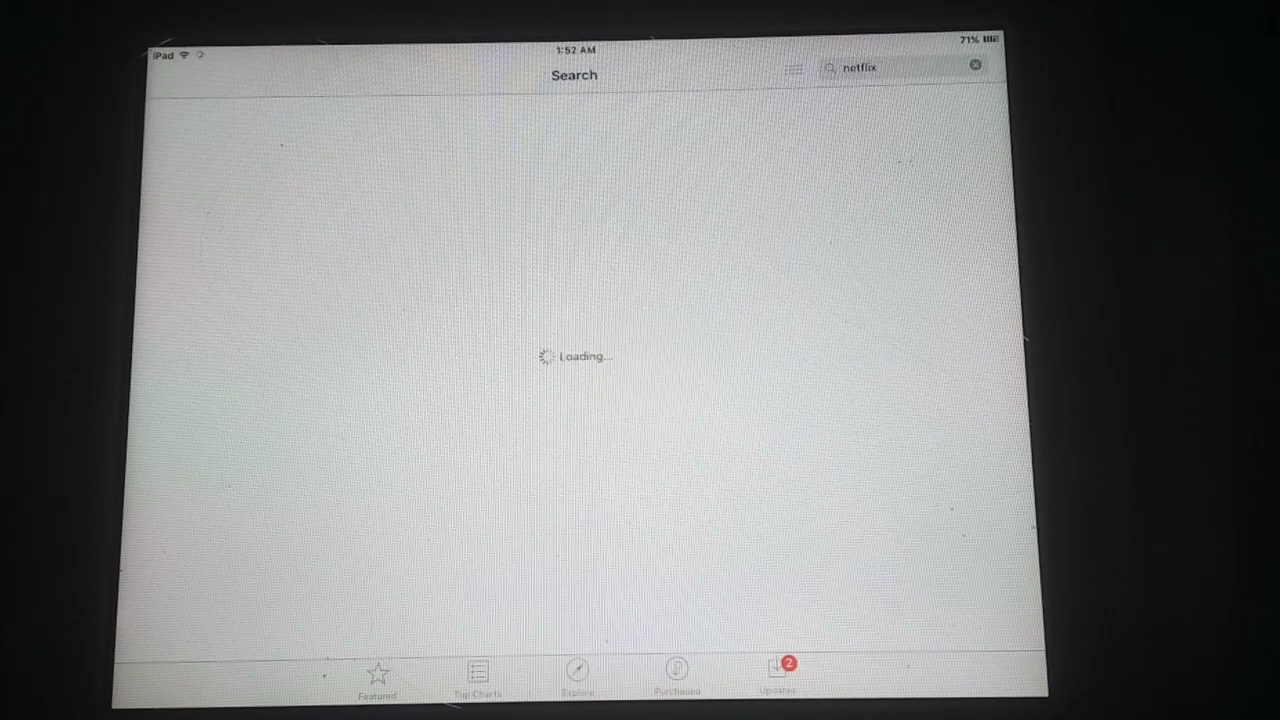 iPad
1:52 AM
71%
Search
netflix
Loading...
Featured
Top Charts
Explore
Purchased
Updates
2